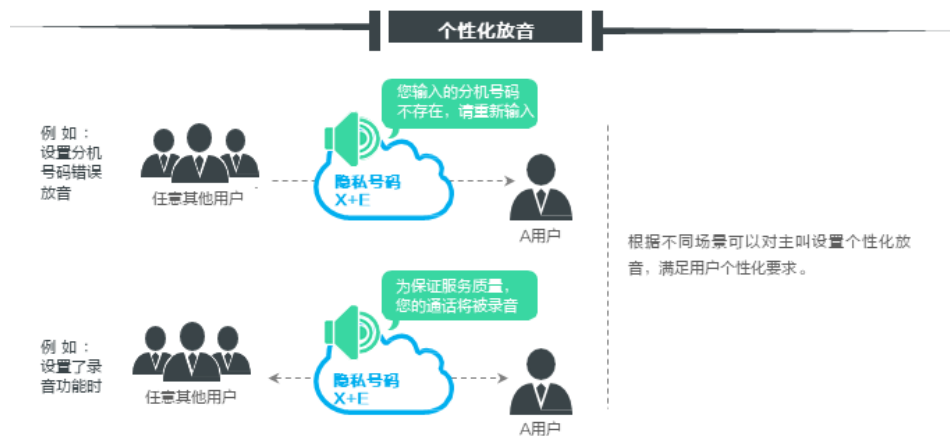 个性化放音
您输入的分机号码
不存在，请重新输入
例如：
设置分机
号码错误
放音
隐私号码
X+E
任意其他用户
A用户
根据不同场景可以对主叫设置个性化放
音，满足用户个性化要求。
为保证服务质量，
您的通话将被录音
例如：
设置了录
音功能时
隐私号码
X+E
任意其他用户
A用户